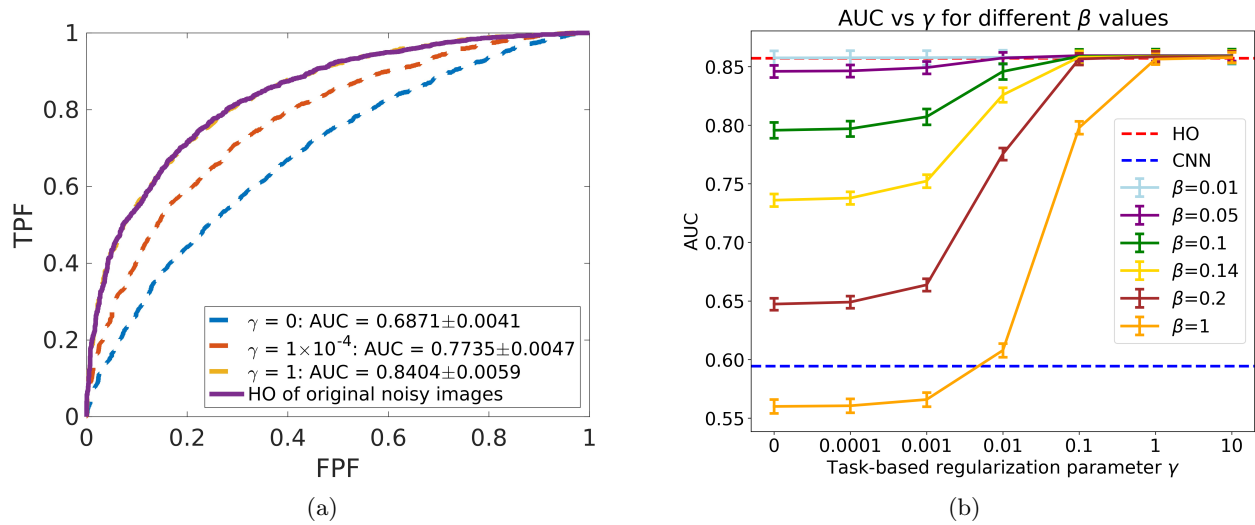 1
0.8
0.6
0.4
0.2
0
TPF
0
0.2
0.4
0.6
0.8
1
FPF
γ = 0: AUC = 0.6871±0.0041
γ = 1×10⁻⁴: AUC = 0.7735±0.0047
γ = 1: AUC = 0.8404±0.0059
HO of original noisy images
(a)
AUC vs γ for different β values
0.85
0.80
0.75
0.70
0.65
0.60
0.55
AUC
HO
CNN
β=0.01
β=0.05
β=0.1
β=0.14
β=0.2
β=1
0
0.0001
0.001
0.01
0.1
1
10
Task-based regularization parameter γ
(b)